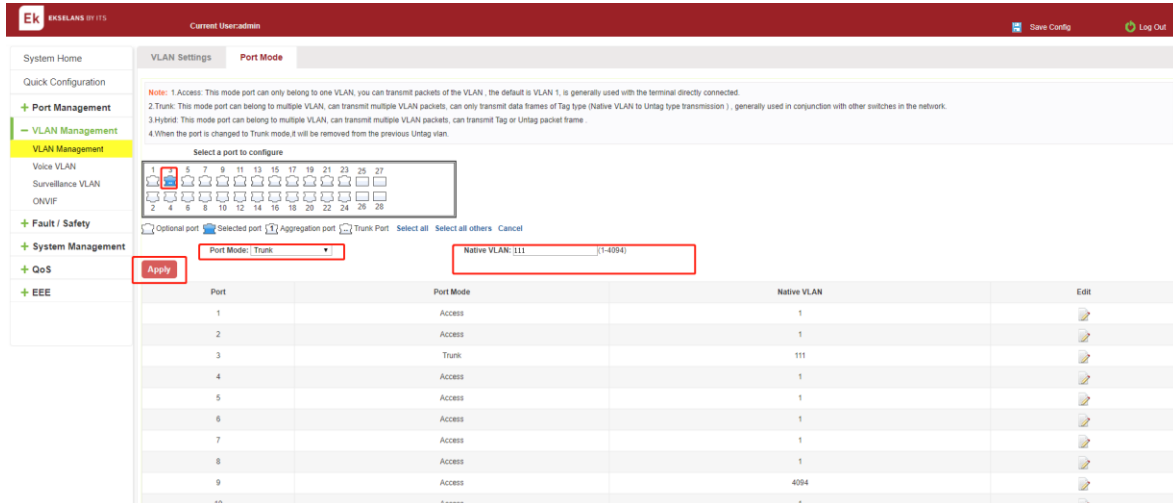 Ek EKSELANS BY ITS
Current User:admin
Save Config
Log Out
System Home
Quick Configuration
+ Port Management
− VLAN Management
VLAN Management
Voice VLAN
Surveillance VLAN
ONVIF
+ Fault / Safety
+ System Management
+ QoS
+ EEE
VLAN Settings Port Mode
Note: 1.Access: This mode port can only belong to one VLAN, you can transmit packets of the VLAN , the default is VLAN 1, is generally used with the terminal directly connected.
2.Trunk: This mode port can belong to multiple VLAN, can transmit multiple VLAN packets, can only transmit data frames of Tag type (Native VLAN to Untag type transmission ) , generally used in conjunction with other switches in the network.
3.Hybrid: This mode port can belong to multiple VLAN, can transmit multiple VLAN packets, can transmit Tag or Untag packet frame .
4.When the port is changed to Trunk mode,it will be removed from the previous Untag vlan.
Select a port to configure
1 3 5 7 9 11 13 15 17 19 21 23 25 27
2 4 6 8 10 12 14 16 18 20 22 24 26 28
Optional port Selected port 1 Aggregation port Trunk Port Select all Select all others Cancel
Port Mode: Trunk Native VLAN: 111 (1-4094)
Apply
Port Port Mode Native VLAN Edit
1 Access 1
2 Access 1
3 Trunk 111
4 Access 1
5 Access 1
6 Access 1
7 Access 1
8 Access 1
9 Access 4094
10 Access 1